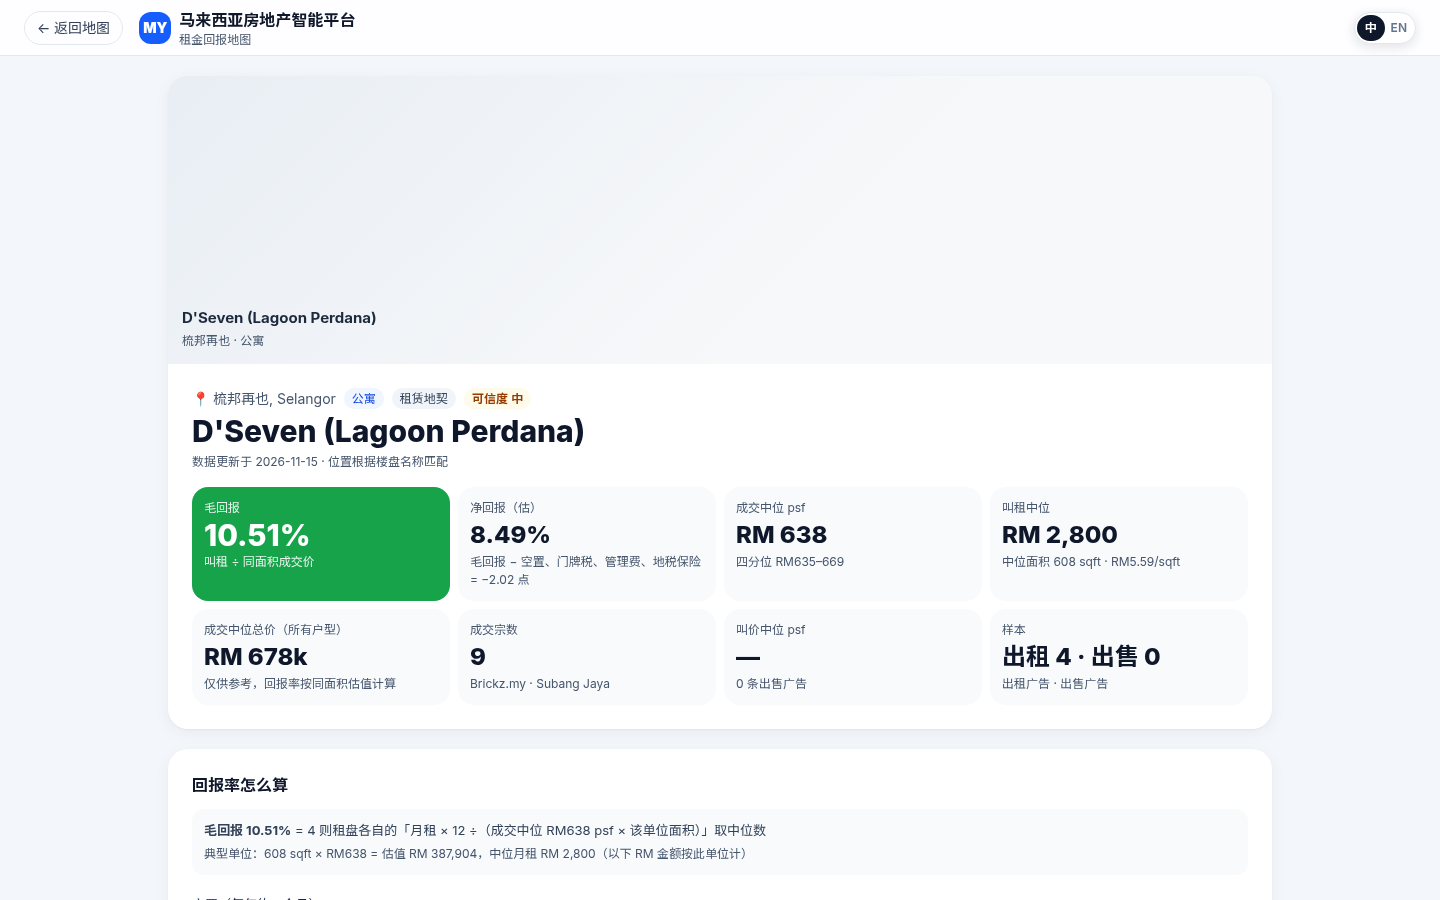 ← 返回地图
MY
马来西亚房地产智能平台
租金回报地图
中 EN
D'Seven (Lagoon Perdana)
梳邦再也 · 公寓
📍 梳邦再也, Selangor 公寓 租赁地契 可信度 中
D'Seven (Lagoon Perdana)
数据更新于 2026-11-15 · 位置根据楼盘名称匹配
毛回报
10.51%
叫租 ÷ 同面积成交价
净回报（估）
8.49%
毛回报 − 空置、门牌税、管理费、地税保险
= −2.02 点
成交中位 psf
RM 638
四分位 RM635–669
叫租中位
RM 2,800
中位面积 608 sqft · RM5.59/sqft
成交中位总价（所有户型）
RM 678k
仅供参考，回报率按同面积估值计算
成交宗数
9
Brickz.my · Subang Jaya
叫价中位 psf
—
0 条出售广告
样本
出租 4 · 出售 0
出租广告 · 出售广告
回报率怎么算
毛回报 10.51% = 4 则租盘各自的「月租 × 12 ÷（成交中位 RM638 psf × 该单位面积）」取中位数
典型单位：608 sqft × RM638 = 估值 RM 387,904，中位月租 RM 2,800（以下 RM 金额按此单位计）